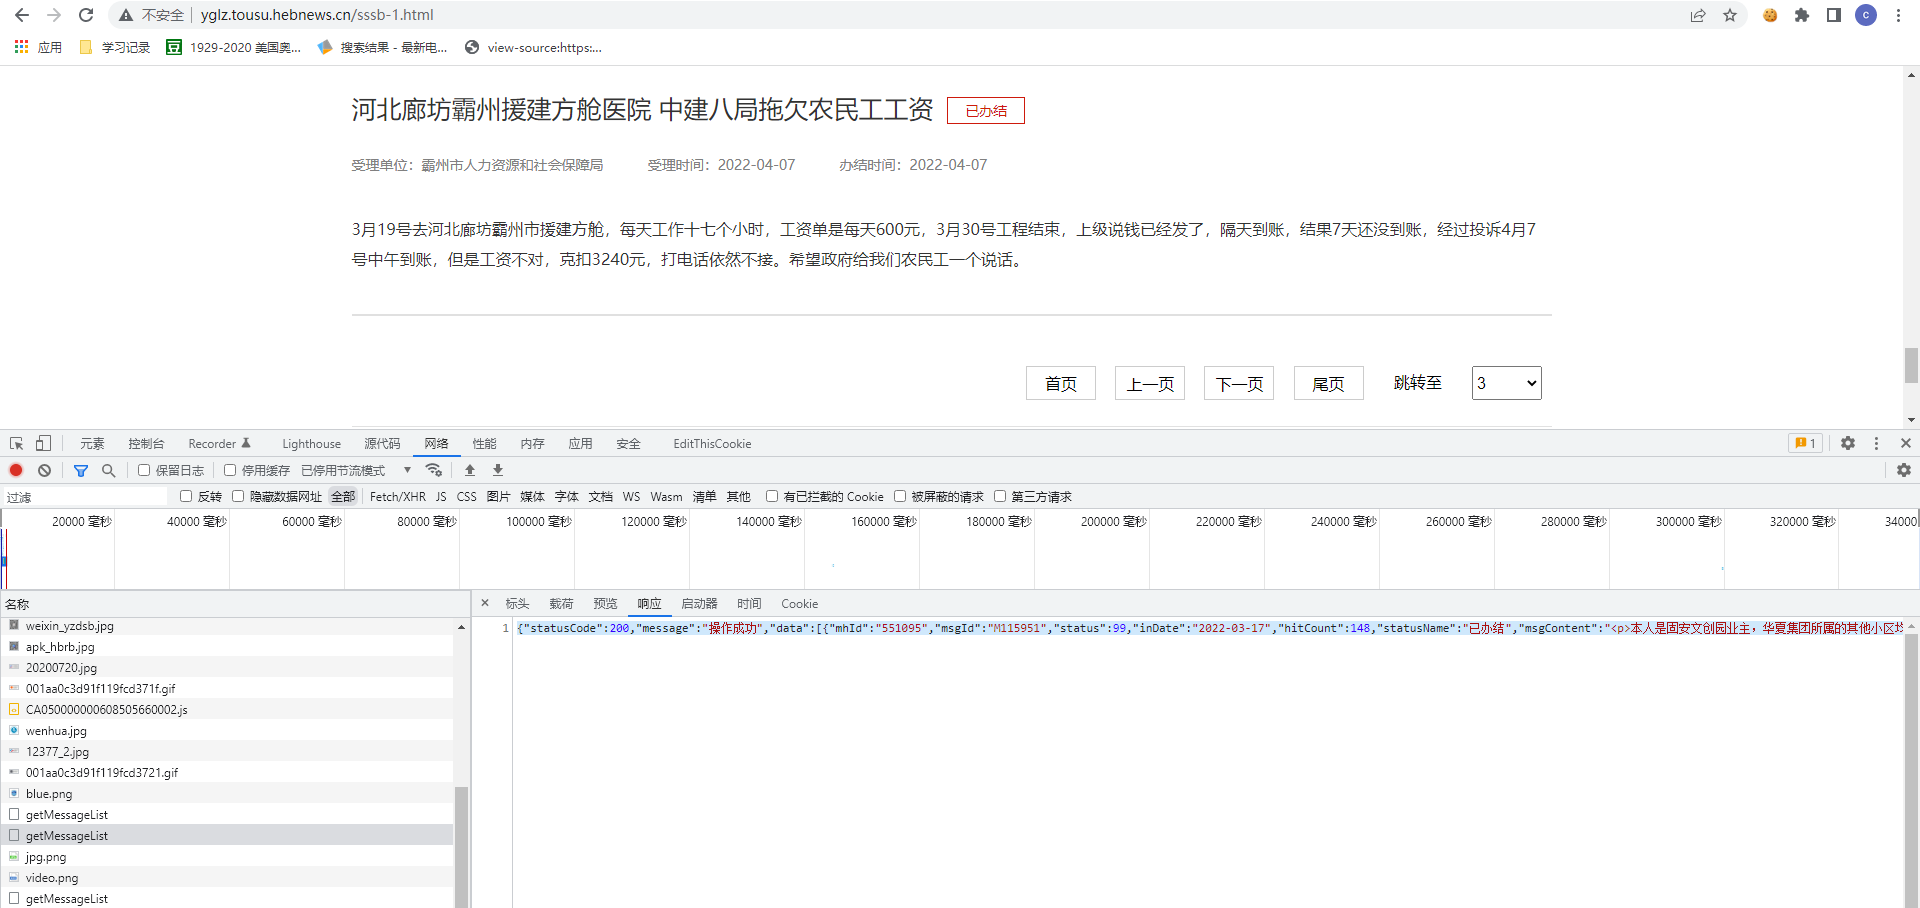 不安全 yglz.tousu.hebnews.cn/sssb-1.html c
应用 学习记录 豆 1929-2020 美国奥... 搜索结果 - 最新电... view-source:https:...
河北廊坊霸州援建方舱医院 中建八局拖欠农民工工资 已办结
受理单位：霸州市人力资源和社会保障局 受理时间：2022-04-07 办结时间：2022-04-07
3月19号去河北廊坊霸州市援建方舱，每天工作十七个小时，工资单是每天600元，3月30号工程结束，上级说钱已经发了，隔天到账，结果7天还没到账，经过投诉4月7
号中午到账，但是工资不对，克扣3240元，打电话依然不接。希望政府给我们农民工一个说话。
首页 上一页 下一页 尾页 跳转至 3
元素 控制台 Recorder Lighthouse 源代码 网络 性能 内存 应用 安全 EditThisCookie 1
保留日志 停用缓存 已停用节流模式
过滤 反转 隐藏数据网址 全部 Fetch/XHR JS CSS 图片 媒体 字体 文档 WS Wasm 清单 其他 有已拦截的 Cookie 被屏蔽的请求 第三方请求
20000 毫秒 40000 毫秒 60000 毫秒 80000 毫秒 100000 毫秒 120000 毫秒 140000 毫秒 160000 毫秒 180000 毫秒 200000 毫秒 220000 毫秒 240000 毫秒 260000 毫秒 280000 毫秒 300000 毫秒 320000 毫秒 34000
名称 标头 载荷 预览 响应 启动器 时间 Cookie
1 {"statusCode":200,"message":"操作成功","data":[{"mhId":"551095","msgId":"M115951","status":99,"inDate":"2022-03-17","hitCount":148,"statusName":"已办结","msgContent":"<p>本人是固安文创园业主，华夏集团所属的其他小区均
weixin_yzdsb.jpg
apk_hbrb.jpg
20200720.jpg
001aa0c3d91f119fcd371f.gif
CA050000000608505660002.js
wenhua.jpg
12377_2.jpg
001aa0c3d91f119fcd3721.gif
blue.png
getMessageList
getMessageList
jpg.png
video.png
getMessageList